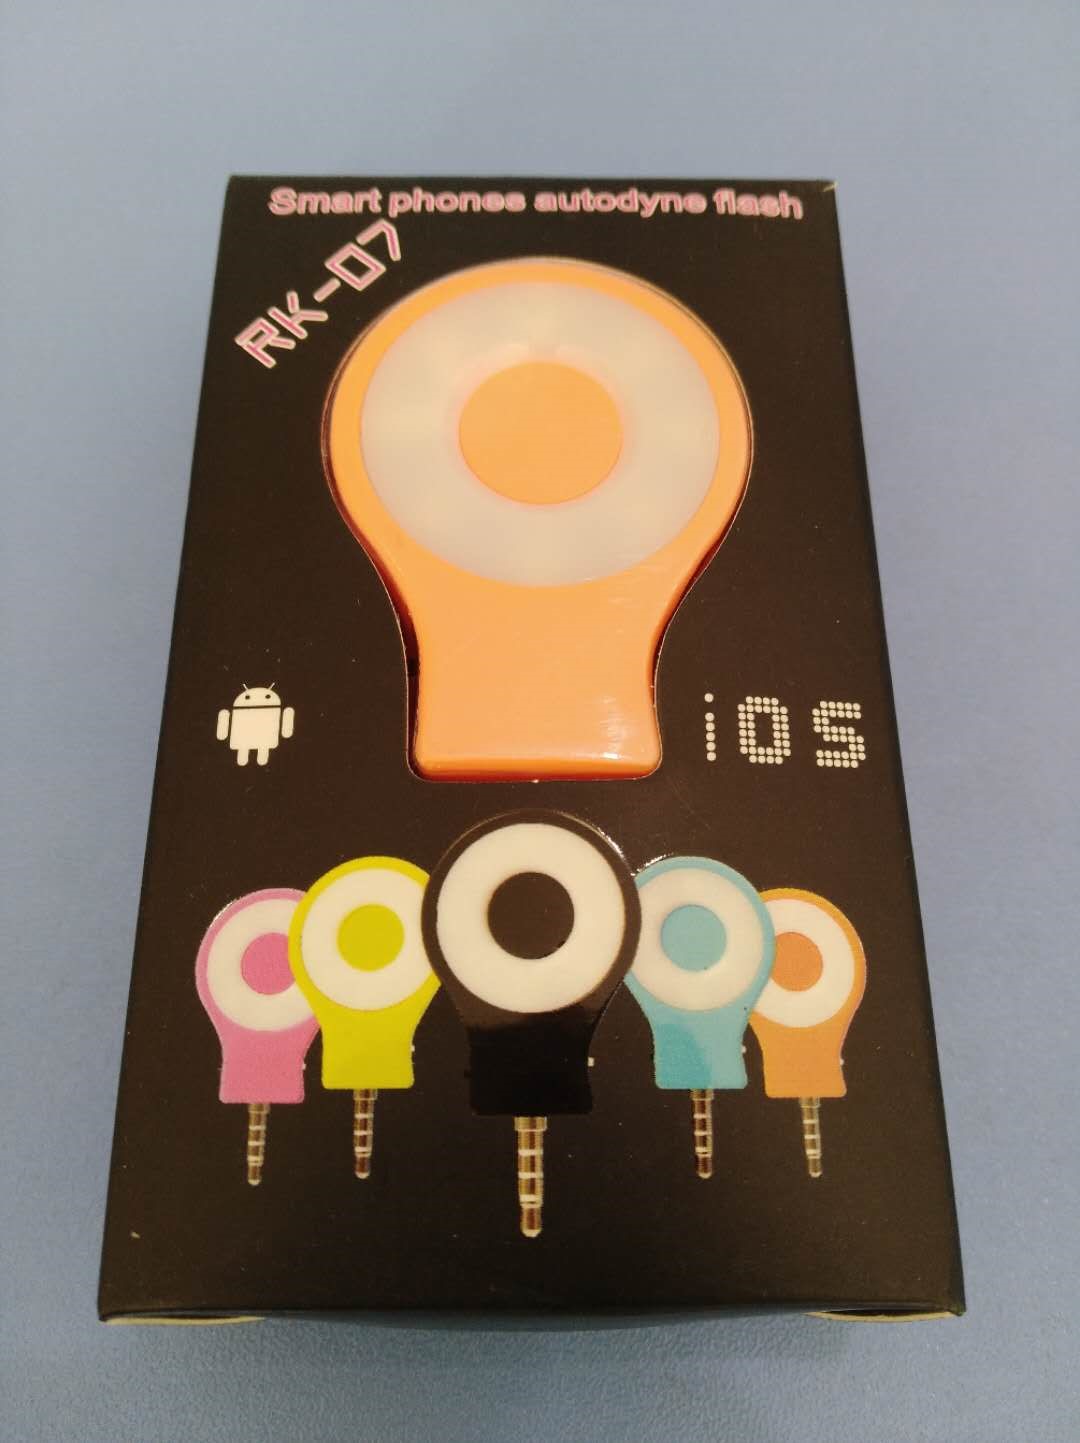 Smart phones autodyne flash
RK-07
iOS